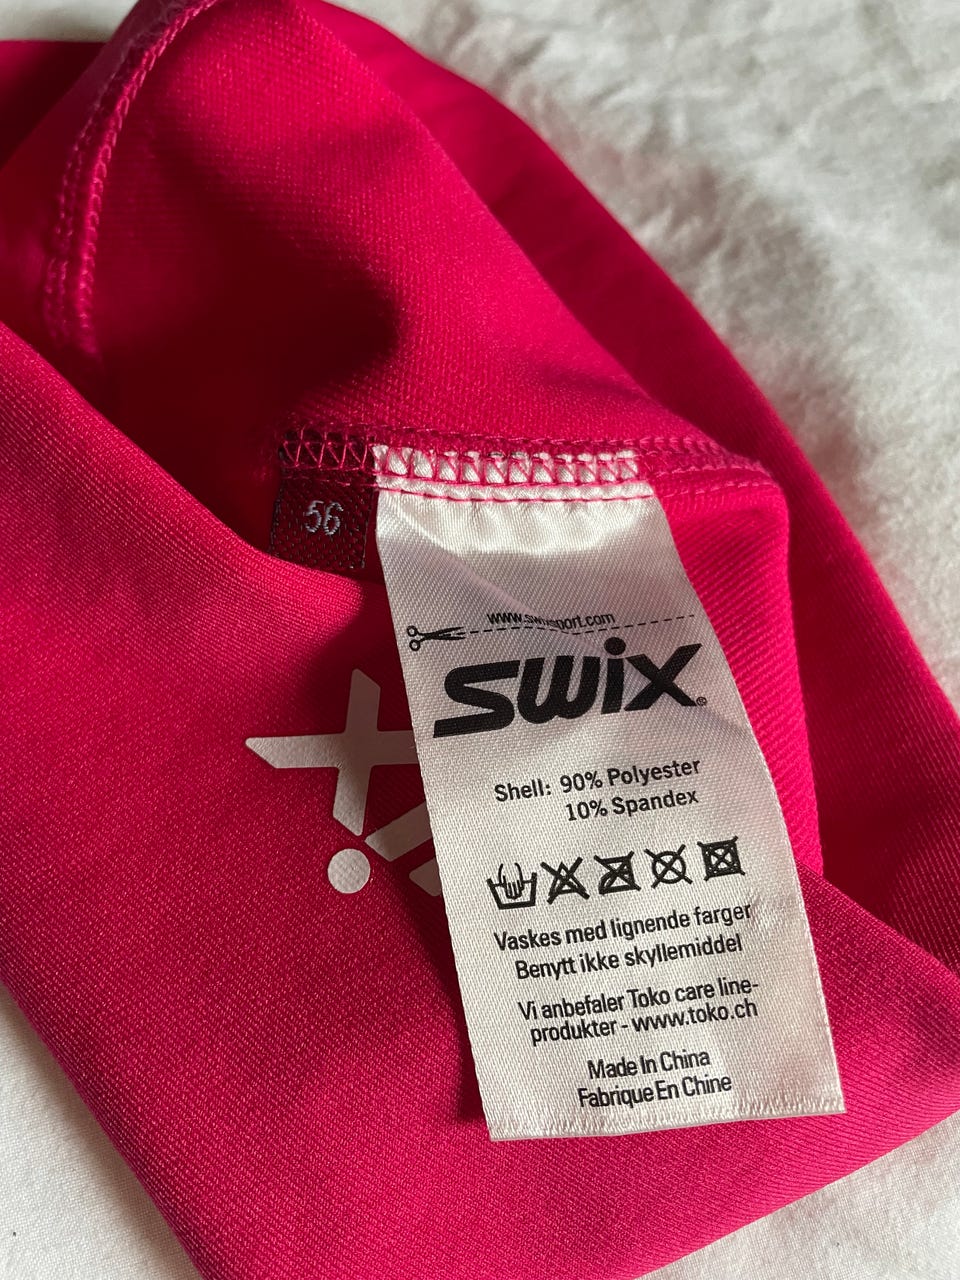 56
www.swixsport.com
swix®
Shell: 90% Polyester
10% Spandex
Vaskes med lignende farger
Benytt ikke skyllemiddel
Vi anbefaler Toko care line-
produkter - www.toko.ch
Made In China
Fabrique En Chine